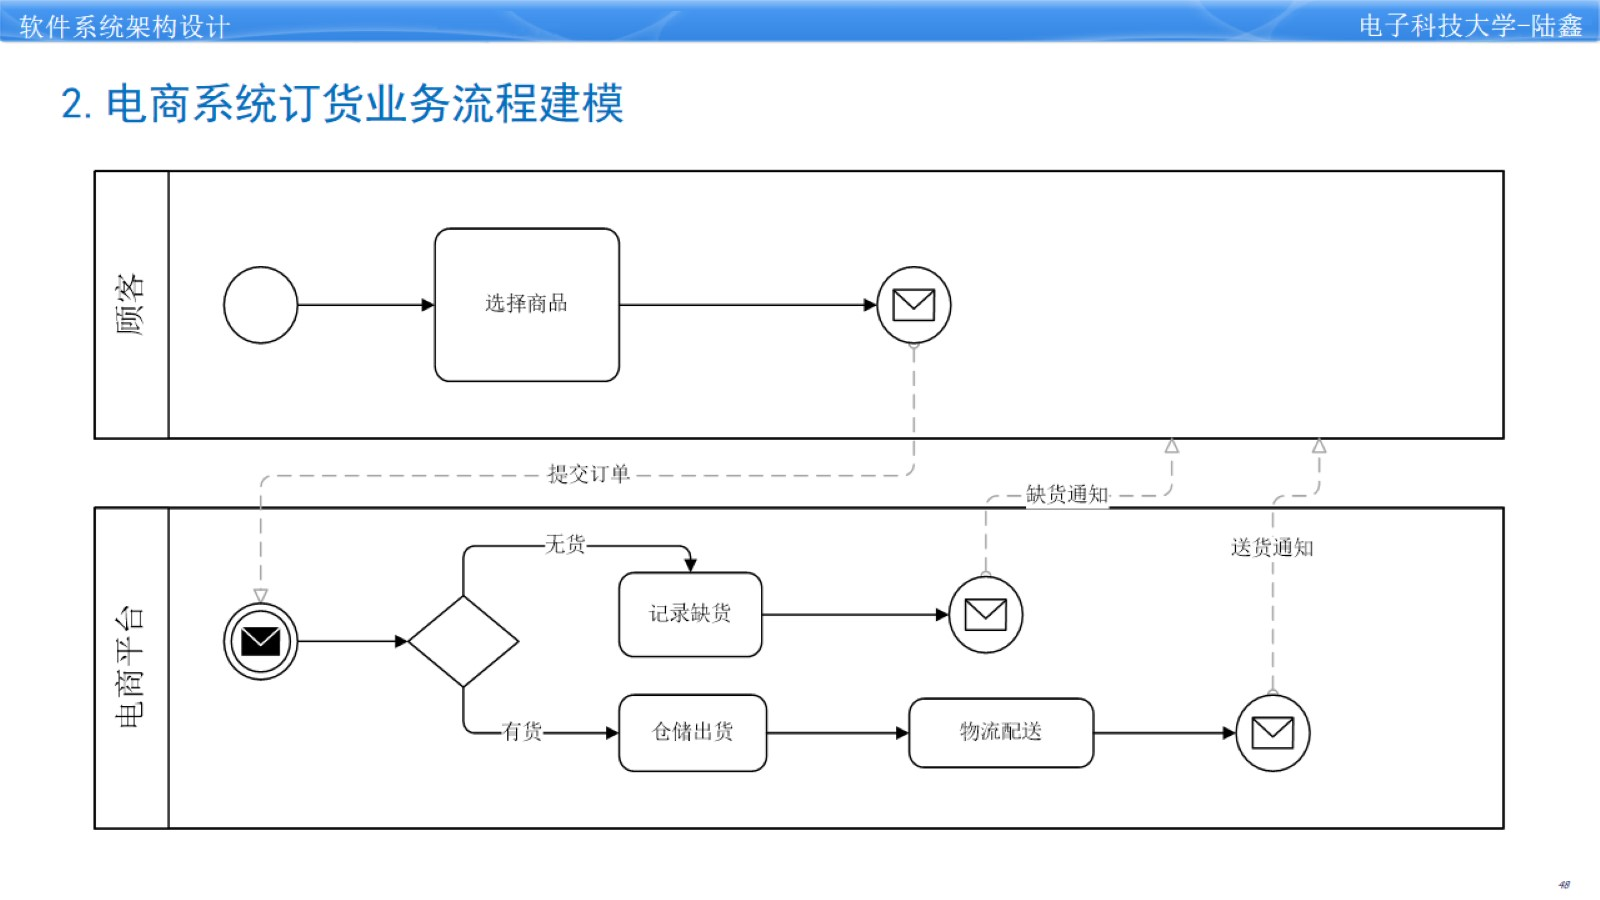 软件系统架构设计
电子科技大学-陆鑫
2.电商系统订货业务流程建模
顾客
选择商品
提交订单
缺货通知
送货通知
电商平台
无货
记录缺货
有货
仓储出货
物流配送
48